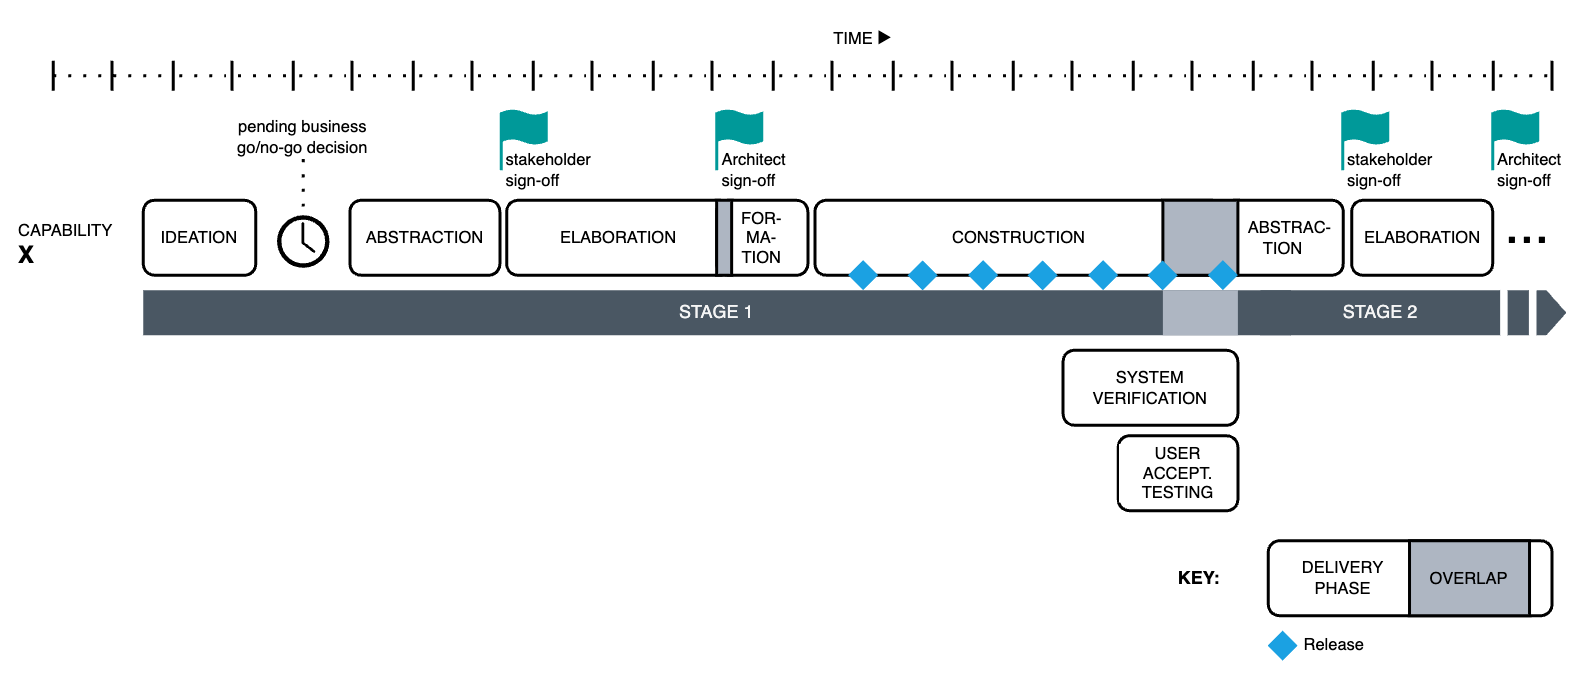 TIME
pending business
go/no-go decision
stakeholder
sign-off
Architect
sign-off
stakeholder
sign-off
Architect
sign-off
CAPABILITY
X
IDEATION
ABSTRACTION
ELABORATION
FOR-
MA-
TION
CONSTRUCTION
ABSTRAC-
TION
ELABORATION
STAGE 1
STAGE 2
SYSTEM
VERIFICATION
USER
ACCEPT.
TESTING
KEY:
DELIVERY
PHASE
OVERLAP
Release